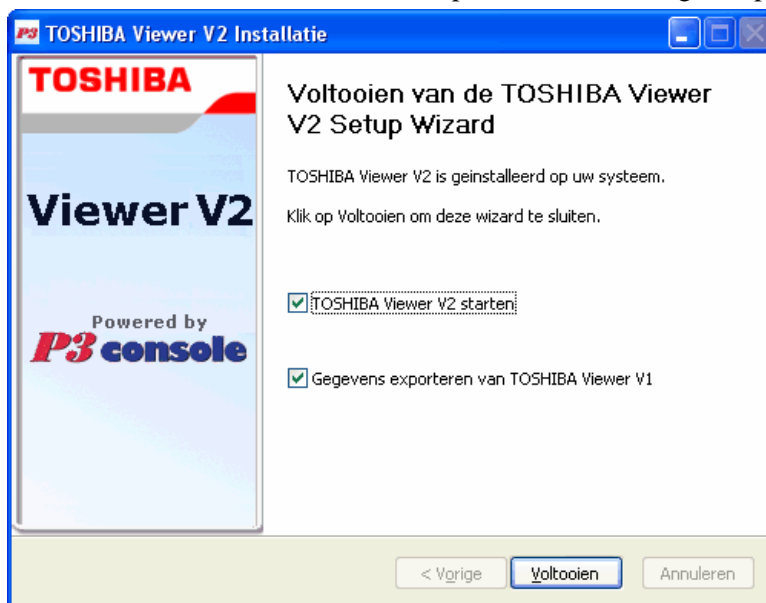 TOSHIBA Viewer V2 Installatie
TOSHIBA
Viewer V2
Powered by
P3 console
Voltooien van de TOSHIBA Viewer
V2 Setup Wizard
TOSHIBA Viewer V2 is geinstalleerd op uw systeem.
Klik op Voltooien om deze wizard te sluiten.
TOSHIBA Viewer V2 starten
Gegevens exporteren van TOSHIBA Viewer V1
< Vorige
Voltooien
Annuleren